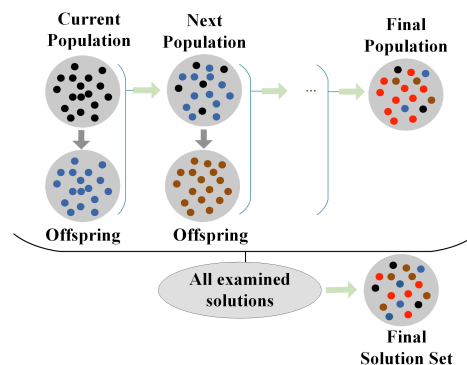 Current
Population
Next
Population
Final
Population
...
Offspring
Offspring
All examined
solutions
Final
Solution Set